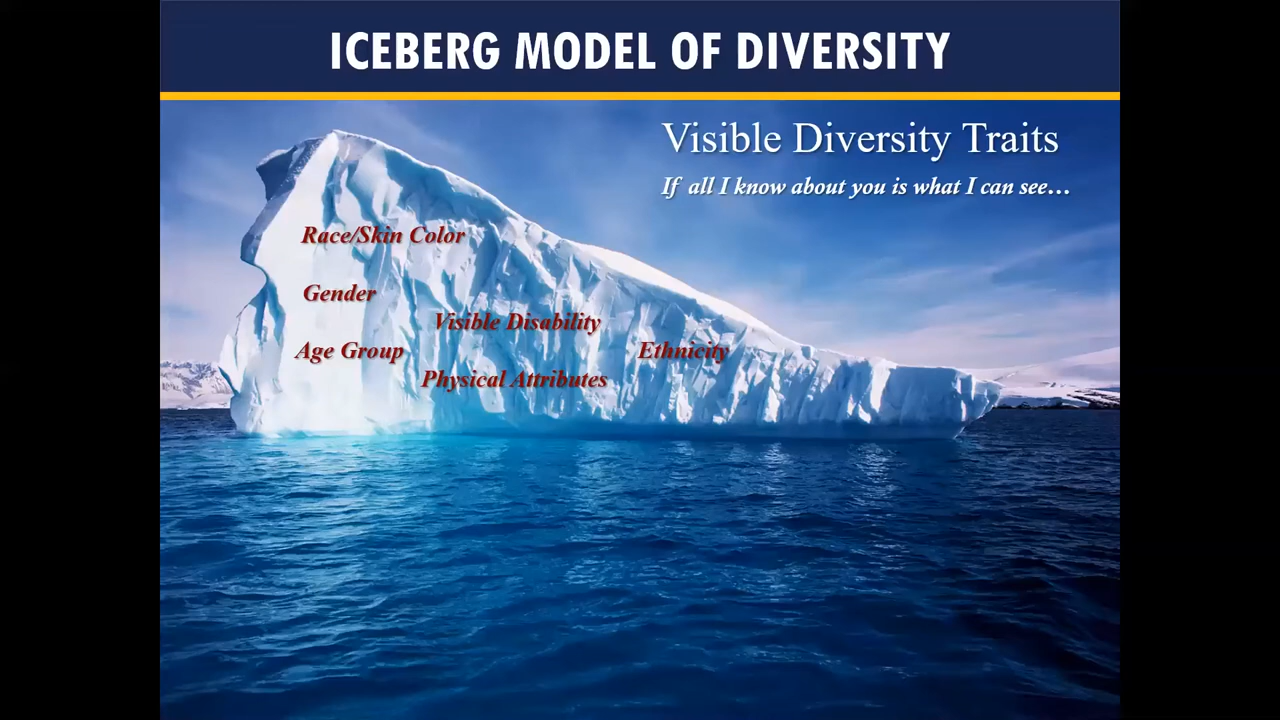 ICEBERG MODEL OF DIVERSITY
Visible Diversity Traits
If all I know about you is what I can see...
Race/Skin Color
Gender
Visible Disability
Age Group
Ethnicity
Physical Attributes